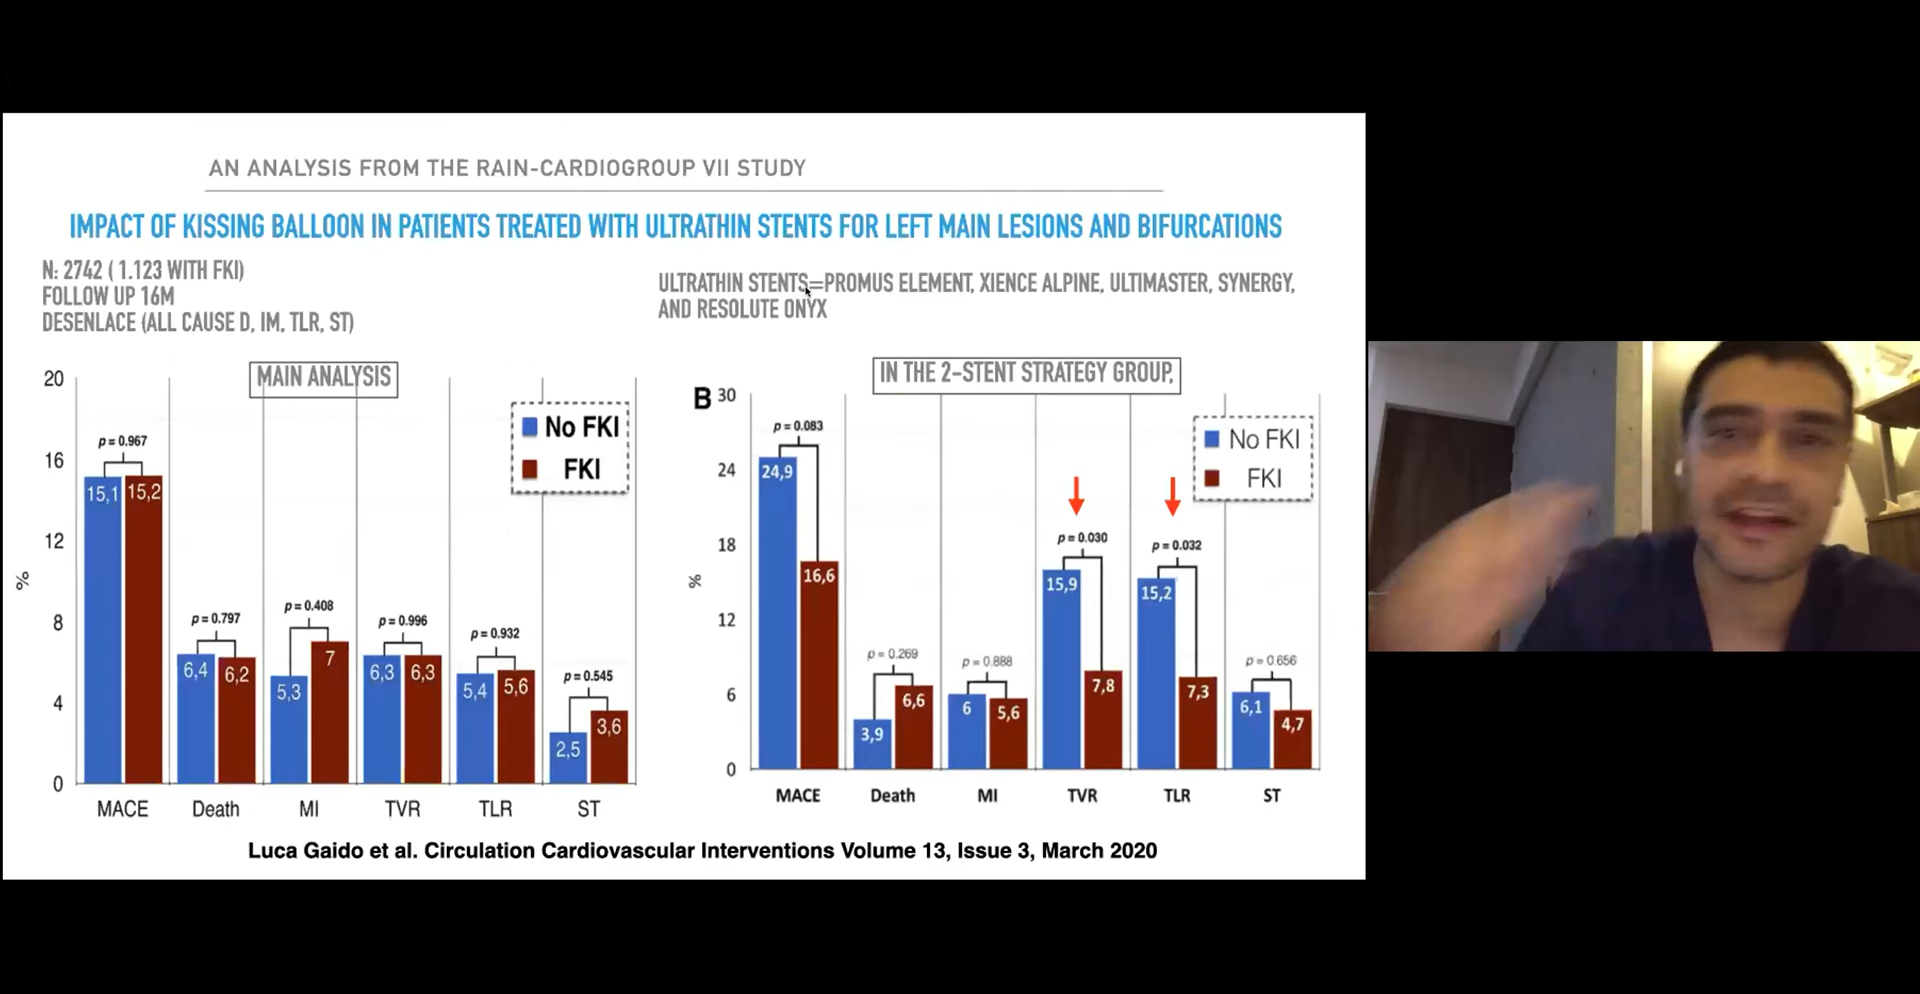 AN ANALYSIS FROM THE RAIN-CARDIOGROUP VII STUDY
IMPACT OF KISSING BALLOON IN PATIENTS TREATED WITH ULTRATHIN STENTS FOR LEFT MAIN LESIONS AND BIFURCATIONS
N: 2742 ( 1.123 WITH FKI)
FOLLOW UP 16M
DESENLACE (ALL CAUSE D, IM, TLR, ST)
ULTRATHIN STENTS=PROMUS ELEMENT, XIENCE ALPINE, ULTIMASTER, SYNERGY,
AND RESOLUTE ONYX
MAIN ANALYSIS
No FKI
FKI
%
20
16
12
8
4
0
p = 0.967
15,1 15,2
p = 0.797
6,4 6,2
p = 0.408
5,3 7
p = 0.996
6,3 6,3
p = 0.932
5,4 5,6
p = 0.545
2,5 3,6
MACE Death MI TVR TLR ST
B
IN THE 2-STENT STRATEGY GROUP,
No FKI
FKI
%
30
24
18
12
6
0
p = 0.083
24,9 16,6
p = 0.269
3,9 6,6
p = 0.888
6 5,6
p = 0.030
15,9 7,8
p = 0.032
15,2 7,3
p = 0.656
6,1 4,7
MACE Death MI TVR TLR ST
Luca Gaido et al. Circulation Cardiovascular Interventions Volume 13, Issue 3, March 2020